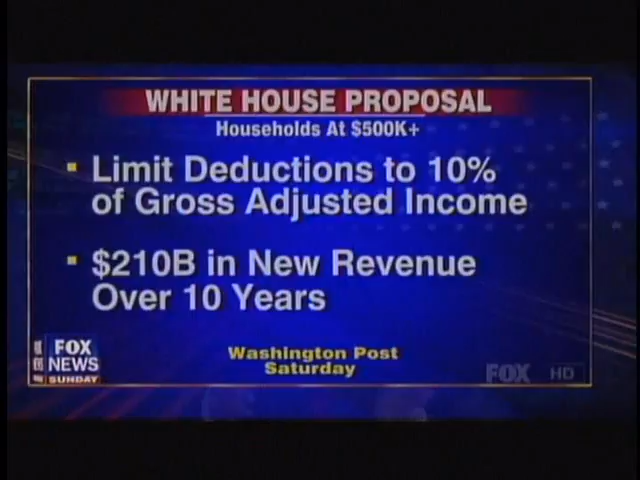 WHITE HOUSE PROPOSAL
Households At $500K+
Limit Deductions to 10%
of Gross Adjusted Income
$210B in New Revenue
Over 10 Years
Washington Post
Saturday
FOX
NEWS
SUNDAY
FOX HD